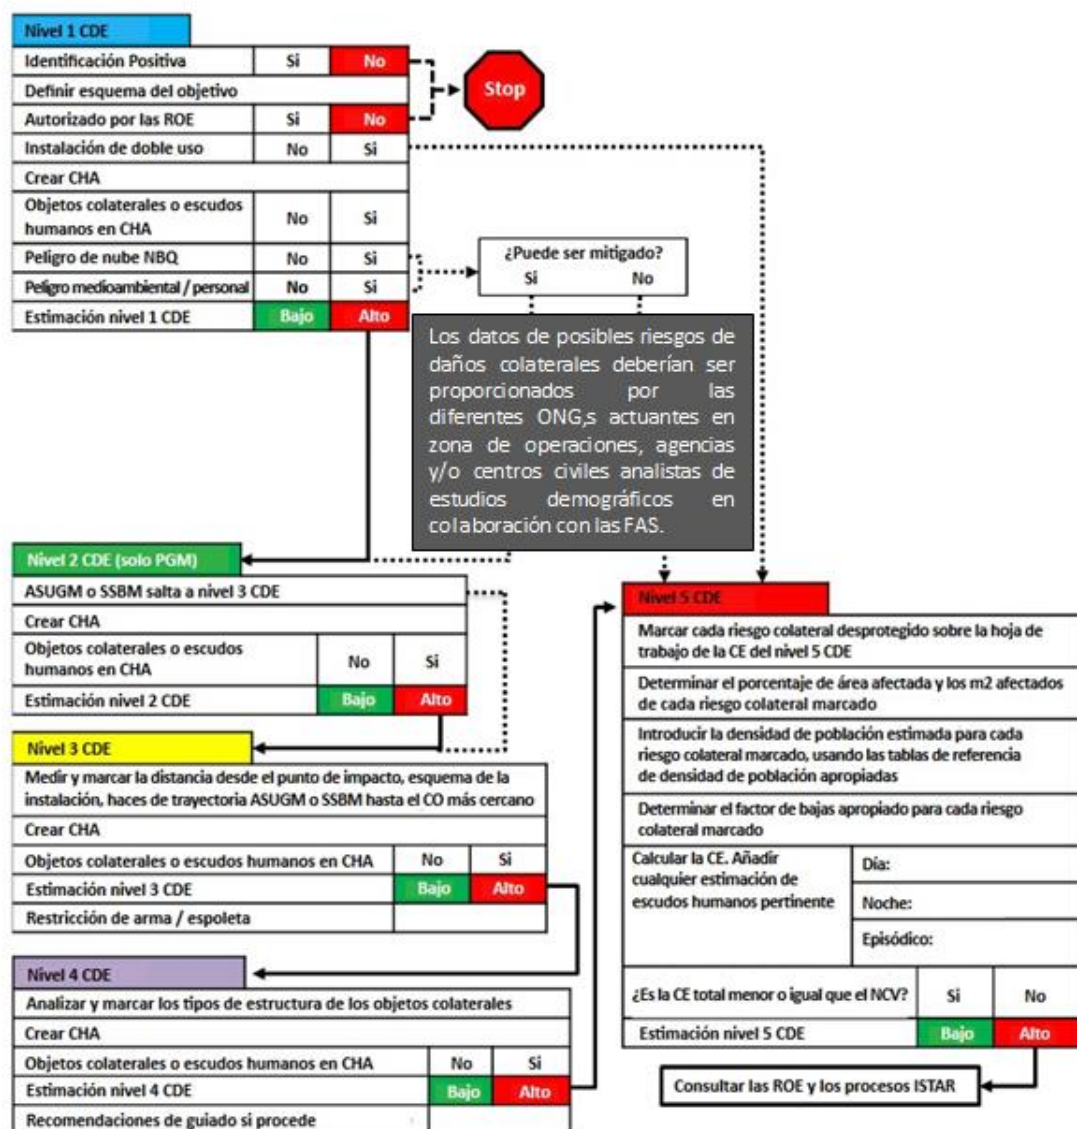 Nivel 1 CDE
Identificación Positiva Si No
Stop
Definir esquema del objetivo
Autorizado por las ROE Si No
Instalación de doble uso No Si
Crear CHA
Objetos colaterales o escudos
humanos en CHA No Si
Peligro de nube NBQ No Si
Peligro medioambiental / personal No Si
Estimación nivel 1 CDE Bajo Alto
¿Puede ser mitigado?
Si No
Los datos de posibles riesgos de
daños colaterales deberían ser
proporcionados por las
diferentes ONG,s actuantes en
zona de operaciones, agencias
y/o centros civiles analistas de
estudios demográficos en
colaboración con las FAS.
Nivel 2 CDE (solo PGM)
ASUGM o SSBM salta a nivel 3 CDE
Crear CHA
Objetos colaterales o escudos
humanos en CHA No Si
Estimación nivel 2 CDE Bajo Alto
Nivel 3 CDE
Medir y marcar la distancia desde el punto de impacto, esquema de la
instalación, haces de trayectoria ASUGM o SSBM hasta el CO más cercano
Crear CHA
Objetos colaterales o escudos humanos en CHA No Si
Estimación nivel 3 CDE Bajo Alto
Restricción de arma / espoleta
Nivel 4 CDE
Analizar y marcar los tipos de estructura de los objetos colaterales
Crear CHA
Objetos colaterales o escudos humanos en CHA No Si
Estimación nivel 4 CDE Bajo Alto
Recomendaciones de guiado si procede
Nivel 5 CDE
Marcar cada riesgo colateral desprotegido sobre la hoja de
trabajo de la CE del nivel 5 CDE
Determinar el porcentaje de área afectada y los m2 afectados
de cada riesgo colateral marcado
Introducir la densidad de población estimada para cada
riesgo colateral marcado, usando las tablas de referencia
de densidad de población apropiadas
Determinar el factor de bajas apropiado para cada riesgo
colateral marcado
Calcular la CE. Añadir
cualquier estimación de
escudos humanos pertinente
Día:
Noche:
Episódico:
¿Es la CE total menor o igual que el NCV? Si No
Estimación nivel 5 CDE Bajo Alto
Consultar las ROE y los procesos ISTAR